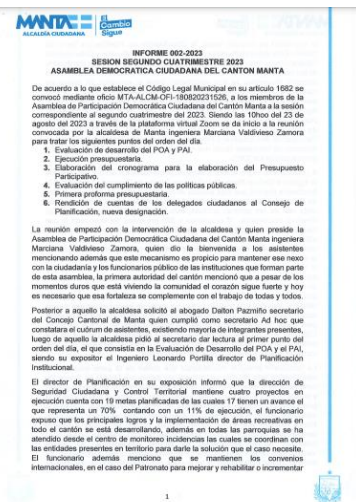 MANTA
ALCALDÍA CIUDADANA
El
Cambio
Sigue
INFORME 002-2023
SESION SEGUNDO CUATRIMESTRE 2023
ASAMBLEA DEMOCRATICA CIUDADANA DEL CANTON MANTA
De acuerdo a lo que establece el Código Legal Municipal en su artículo 1682 se
convocó mediante oficio MTA-ALCM-OFI-180820231526, a los miembros de la
Asamblea de Participación Democrática Ciudadana del Cantón Manta a la sesión
correspondiente al segundo cuatrimestre del 2023. Siendo las 10h00 del 23 de
agosto del 2023 a través de la plataforma virtual Zoom se da inicio a la reunión
convocada por la alcaldesa de Manta ingeniera Marciana Valdivieso Zamora
para tratar los siguientes puntos del orden del día.
1. Evaluación de desarrollo del POA y PAI.
2. Ejecución presupuestaria.
3. Elaboración del cronograma para la elaboración del Presupuesto
Participativo.
4. Evaluación del cumplimiento de las políticas públicas.
5. Primera proforma presupuestaria.
6. Rendición de cuentas de los delegados ciudadanos al Consejo de
Planificación, nueva designación.
La reunión empezó con la intervención de la alcaldesa y quien preside la
Asamblea de Participación Democrática Ciudadana del Cantón Manta ingeniera
Marciana Valdivieso Zamora, quien dio la bienvenida a los asistentes
mencionando además que este mecanismo es propicio para mantener ese nexo
con la ciudadanía y los funcionarios público de las instituciones que forman parte
de esta asamblea, la primera autoridad del cantón mencionó que a pesar de los
momentos duros que está viviendo la comunidad el corazón sigue fuerte y hoy
es necesario que esa fortaleza se complemente con el trabajo de todas y todos.
Posterior a aquello la alcaldesa solicitó al abogado Dalton Pazmiño secretario
del Concejo Cantonal de Manta quien cumplió como secretario Ad hoc que
constatara el cuórum de asistentes, existiendo mayoría de integrantes presentes,
luego de aquello la alcaldesa pidió al secretario dar lectura al primer punto del
orden del día, el que consistía en la Evaluación de Desarrollo del POA y el PAI,
siendo su expositor el Ingeniero Leonardo Portilla director de Planificación
Institucional.
El director de Planificación en su exposición informó que la dirección de
Seguridad Ciudadana y Control Territorial mantiene cuatro proyectos en
ejecución cuenta con 19 metas planificadas de las cuales 17 tienen un avance el
que representa un 70% contando con un 11% de ejecución, el funcionario
expuso que los principales logros y la implementación de áreas recreativas en
todo el cantón se está desarrollando, además en todas las parroquias se ha
atendido desde el centro de monitoreo incidencias las cuales se coordinan con
las entidades presentes en territorio para darle la solución que el caso necesite.
El funcionario además menciono que se mantienen los convenios
internacionales, en el caso del Patronato para mejorar y rehabilitar o incrementar
1